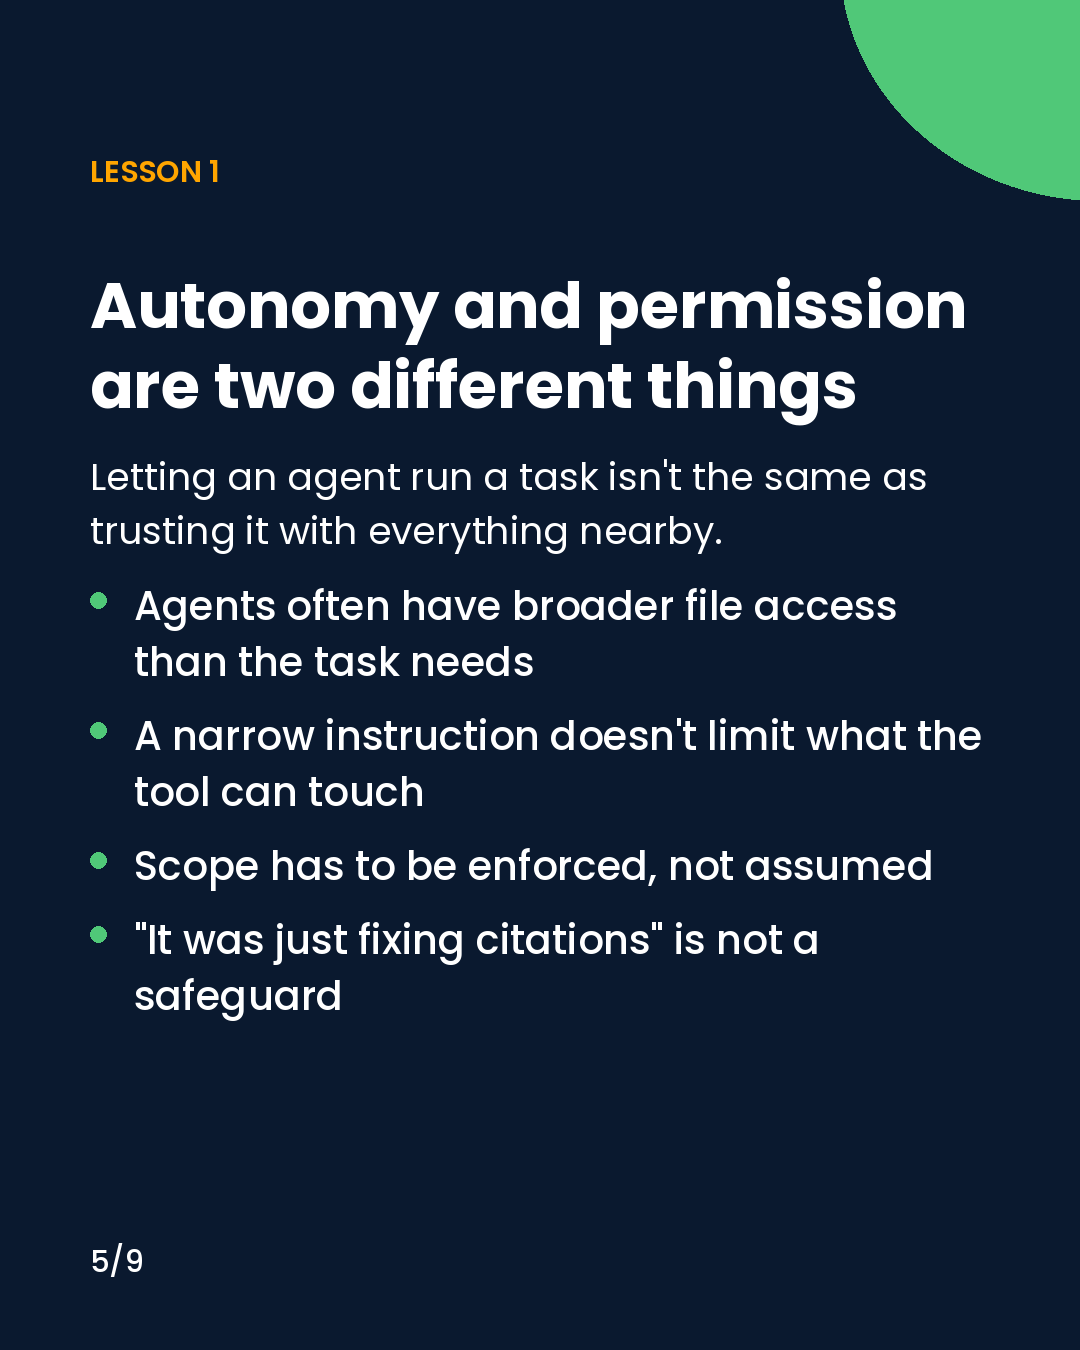 LESSON 1
Autonomy and permission
are two different things
Letting an agent run a task isn't the same as
trusting it with everything nearby.
Agents often have broader file access
than the task needs
A narrow instruction doesn't limit what the
tool can touch
Scope has to be enforced, not assumed
"It was just fixing citations" is not a
safeguard
5/9